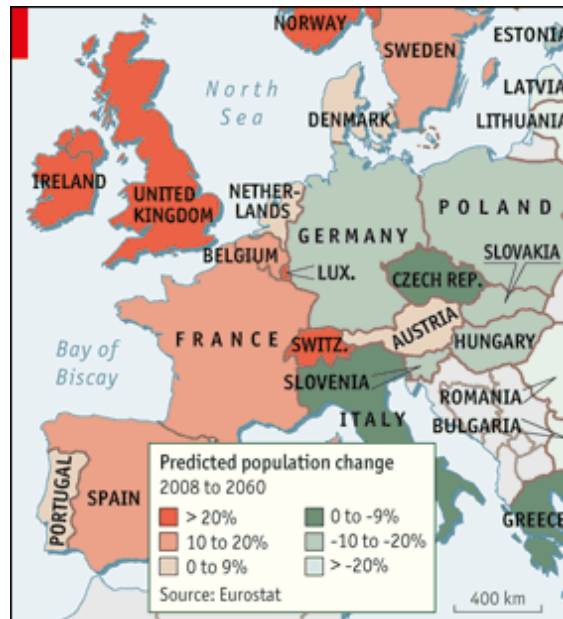 NORWAY
SWEDEN
ESTONIA
North
Sea
LATVIA
DENMARK
LITHUANIA
IRELAND
UNITED
KINGDOM
NETHER-
LANDS
POLAND
GERMANY
SLOVAKIA
BELGIUM
LUX.
CZECH REP.
FRANCE
SWITZ.
AUSTRIA
HUNGARY
Bay of
Biscay
SLOVENIA
ROMANIA
ITALY
BULGARIA
PORTUGAL
SPAIN
GREECE
Predicted population change
2008 to 2060
> 20%
10 to 20%
0 to 9%
0 to -9%
-10 to -20%
> -20%
Source: Eurostat
400 km